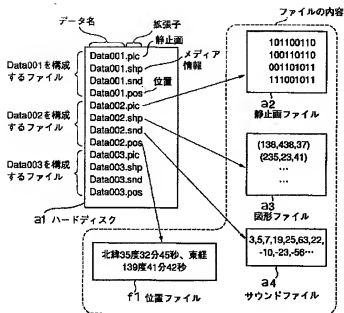 データ名
拡張子
静止画
メディア
情報
位置
Data001を構成
するファイル
Data002を構成
するファイル
Data003を構成
するファイル
Data001.pic
Data001.shp
Data001.snd
Data001.pos
Data002.pic
Data002.shp
Data002.snd
Data002.pos
Data003.pic
Data003.shp
Data003.snd
Data003.pos
a1 ハードディスク
ファイルの内容
101100110
100110110
001101011
111001011
a2
静止画ファイル
(138,438,37)
(235,23,41)
…
…
a3
図形ファイル
3,5,7,19,25,63,22,
-10,-23,-56…
a4
サウンドファイル
北緯35度32分45秒、東経
139度41分42秒
f1 位置ファイル